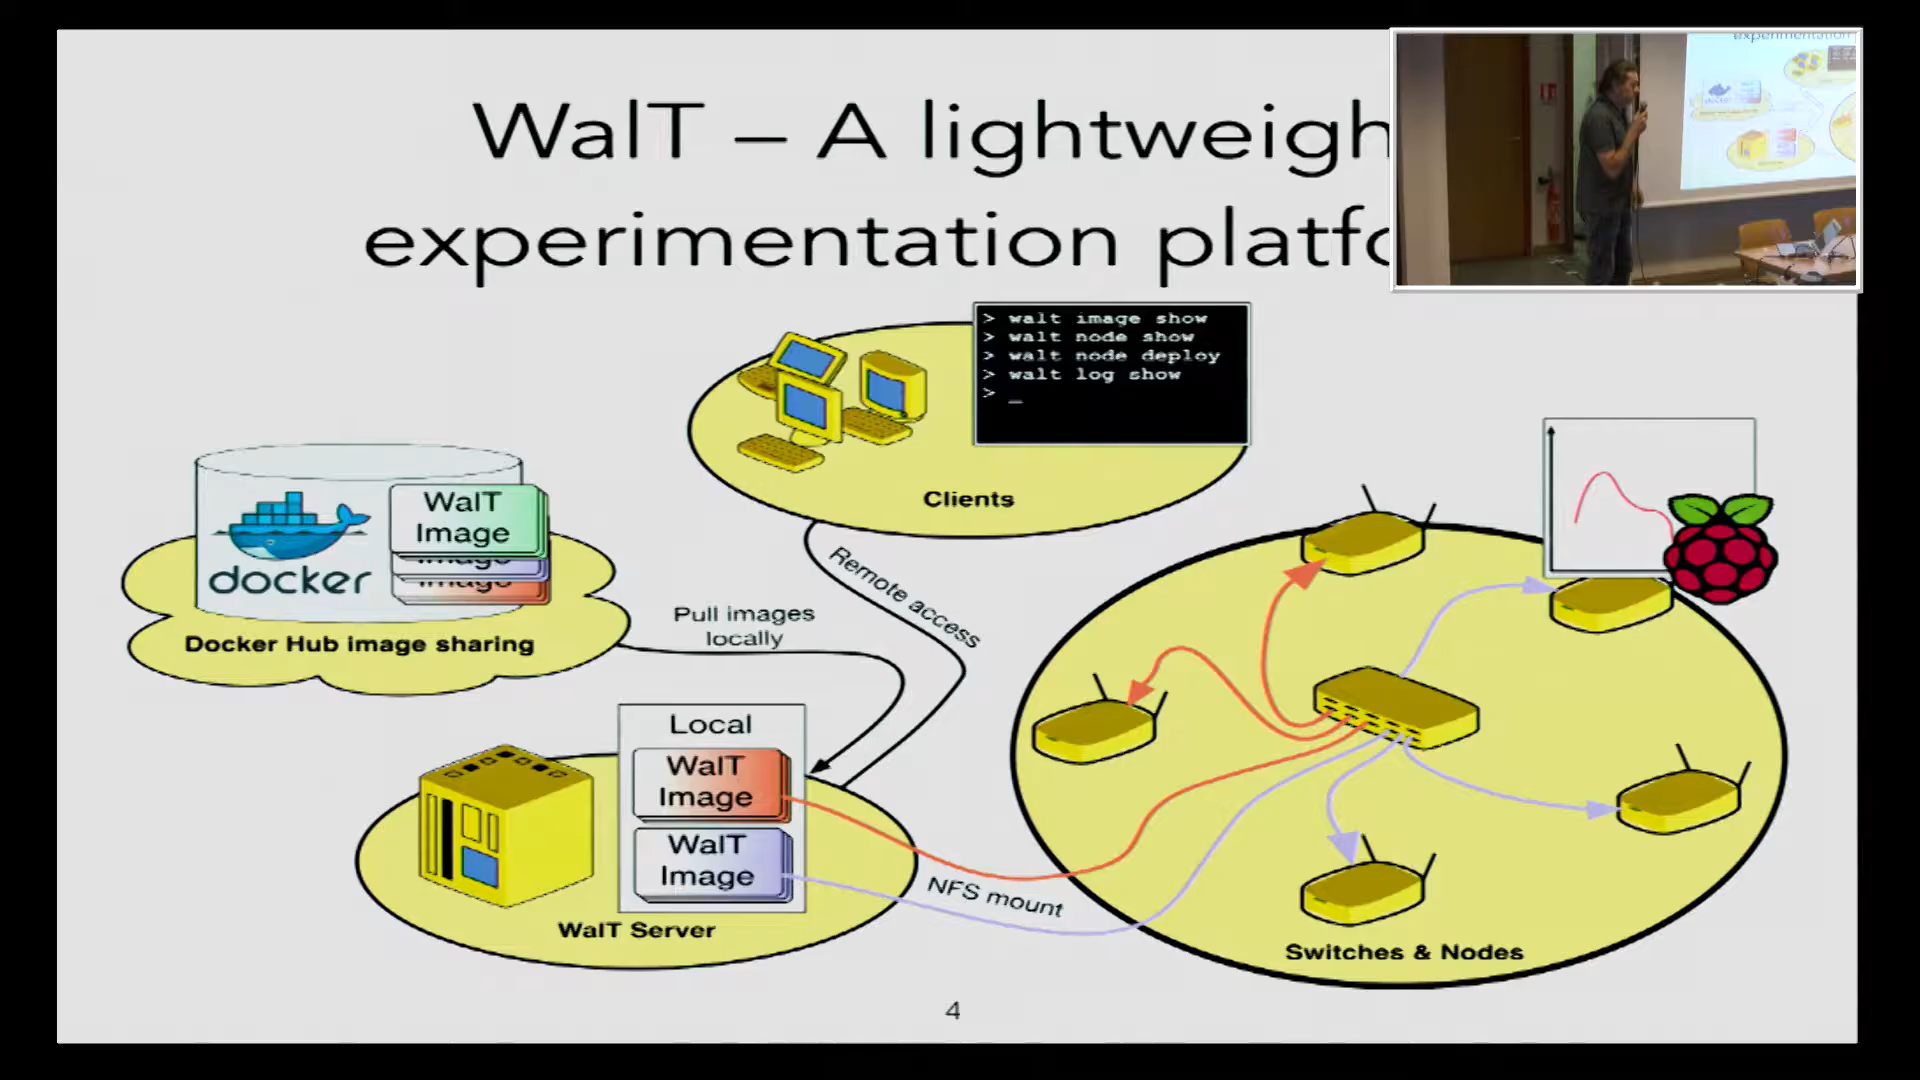 WalT – A lightweigh
experimentation platfo
experimentation
> walt image show
> walt node show
> walt node deploy
> walt log show
> _
Clients
WalT
Image
Image
Image
docker
Docker Hub image sharing
Pull images
locally
Remote access
Local
WalT
Image
WalT
Image
WalT Server
NFS mount
Switches & Nodes
4